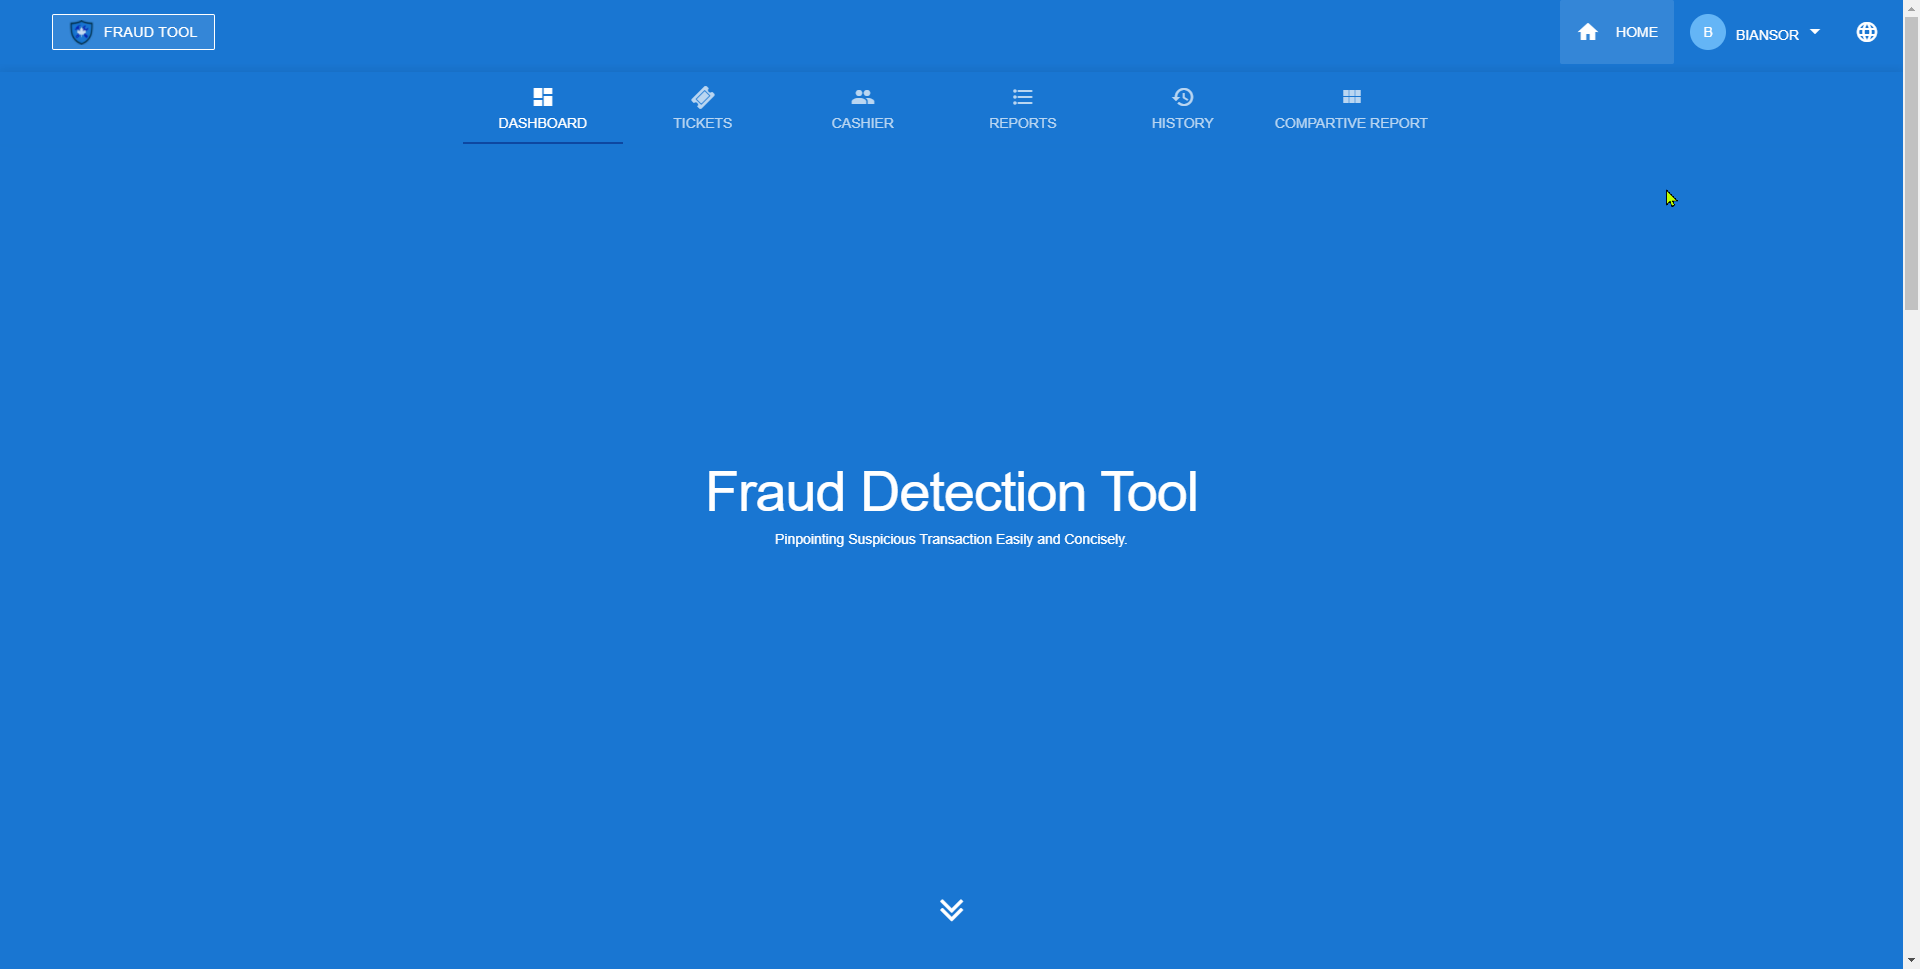 FRAUD TOOL
HOME
B
BIANSOR
DASHBOARD
TICKETS
CASHIER
REPORTS
HISTORY
COMPARTIVE REPORT
Fraud Detection Tool
Pinpointing Suspicious Transaction Easily and Concisely.